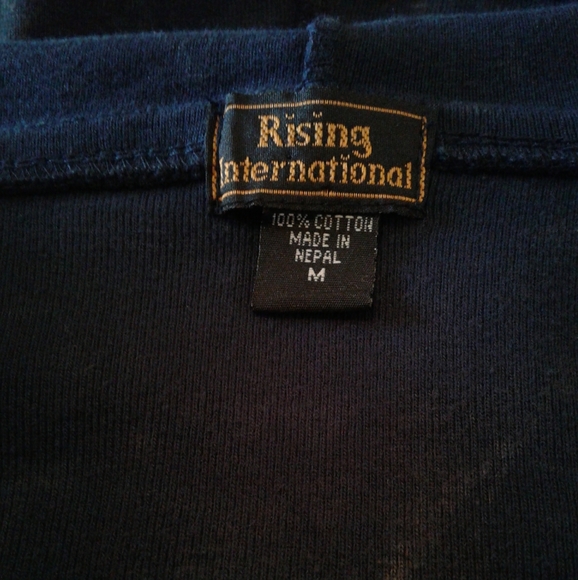 Rising
International
100% COTTON
MADE IN
NEPAL
M